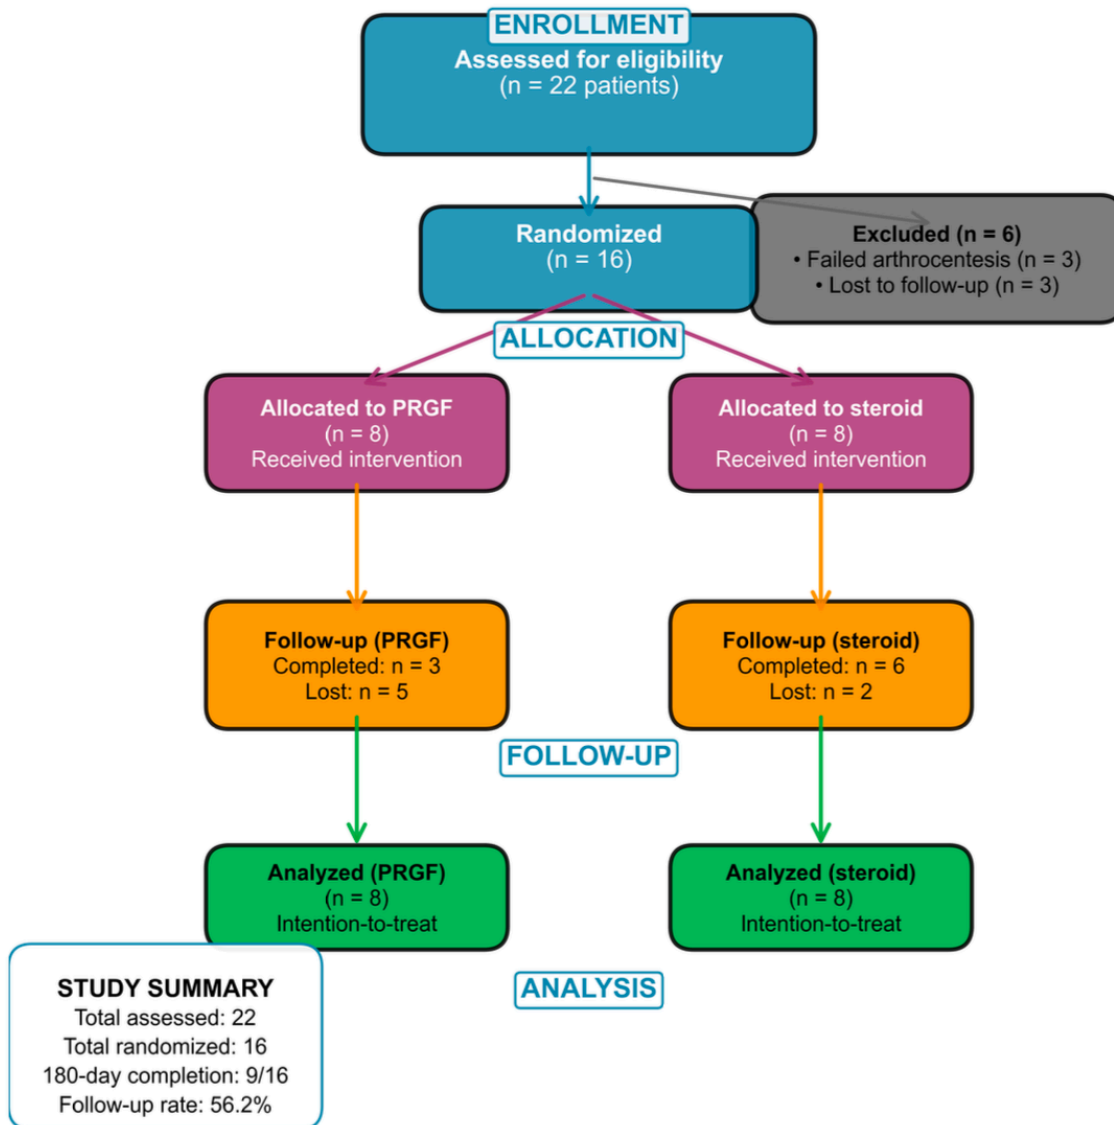 ENROLLMENT
Assessed for eligibility
(n = 22 patients)
Randomized
(n = 16)
Excluded (n = 6)
• Failed arthrocentesis (n = 3)
• Lost to follow-up (n = 3)
ALLOCATION
Allocated to PRGF
(n = 8)
Received intervention
Allocated to steroid
(n = 8)
Received intervention
Follow-up (PRGF)
Completed: n = 3
Lost: n = 5
Follow-up (steroid)
Completed: n = 6
Lost: n = 2
FOLLOW-UP
Analyzed (PRGF)
(n = 8)
Intention-to-treat
Analyzed (steroid)
(n = 8)
Intention-to-treat
ANALYSIS
STUDY SUMMARY
Total assessed: 22
Total randomized: 16
180-day completion: 9/16
Follow-up rate: 56.2%